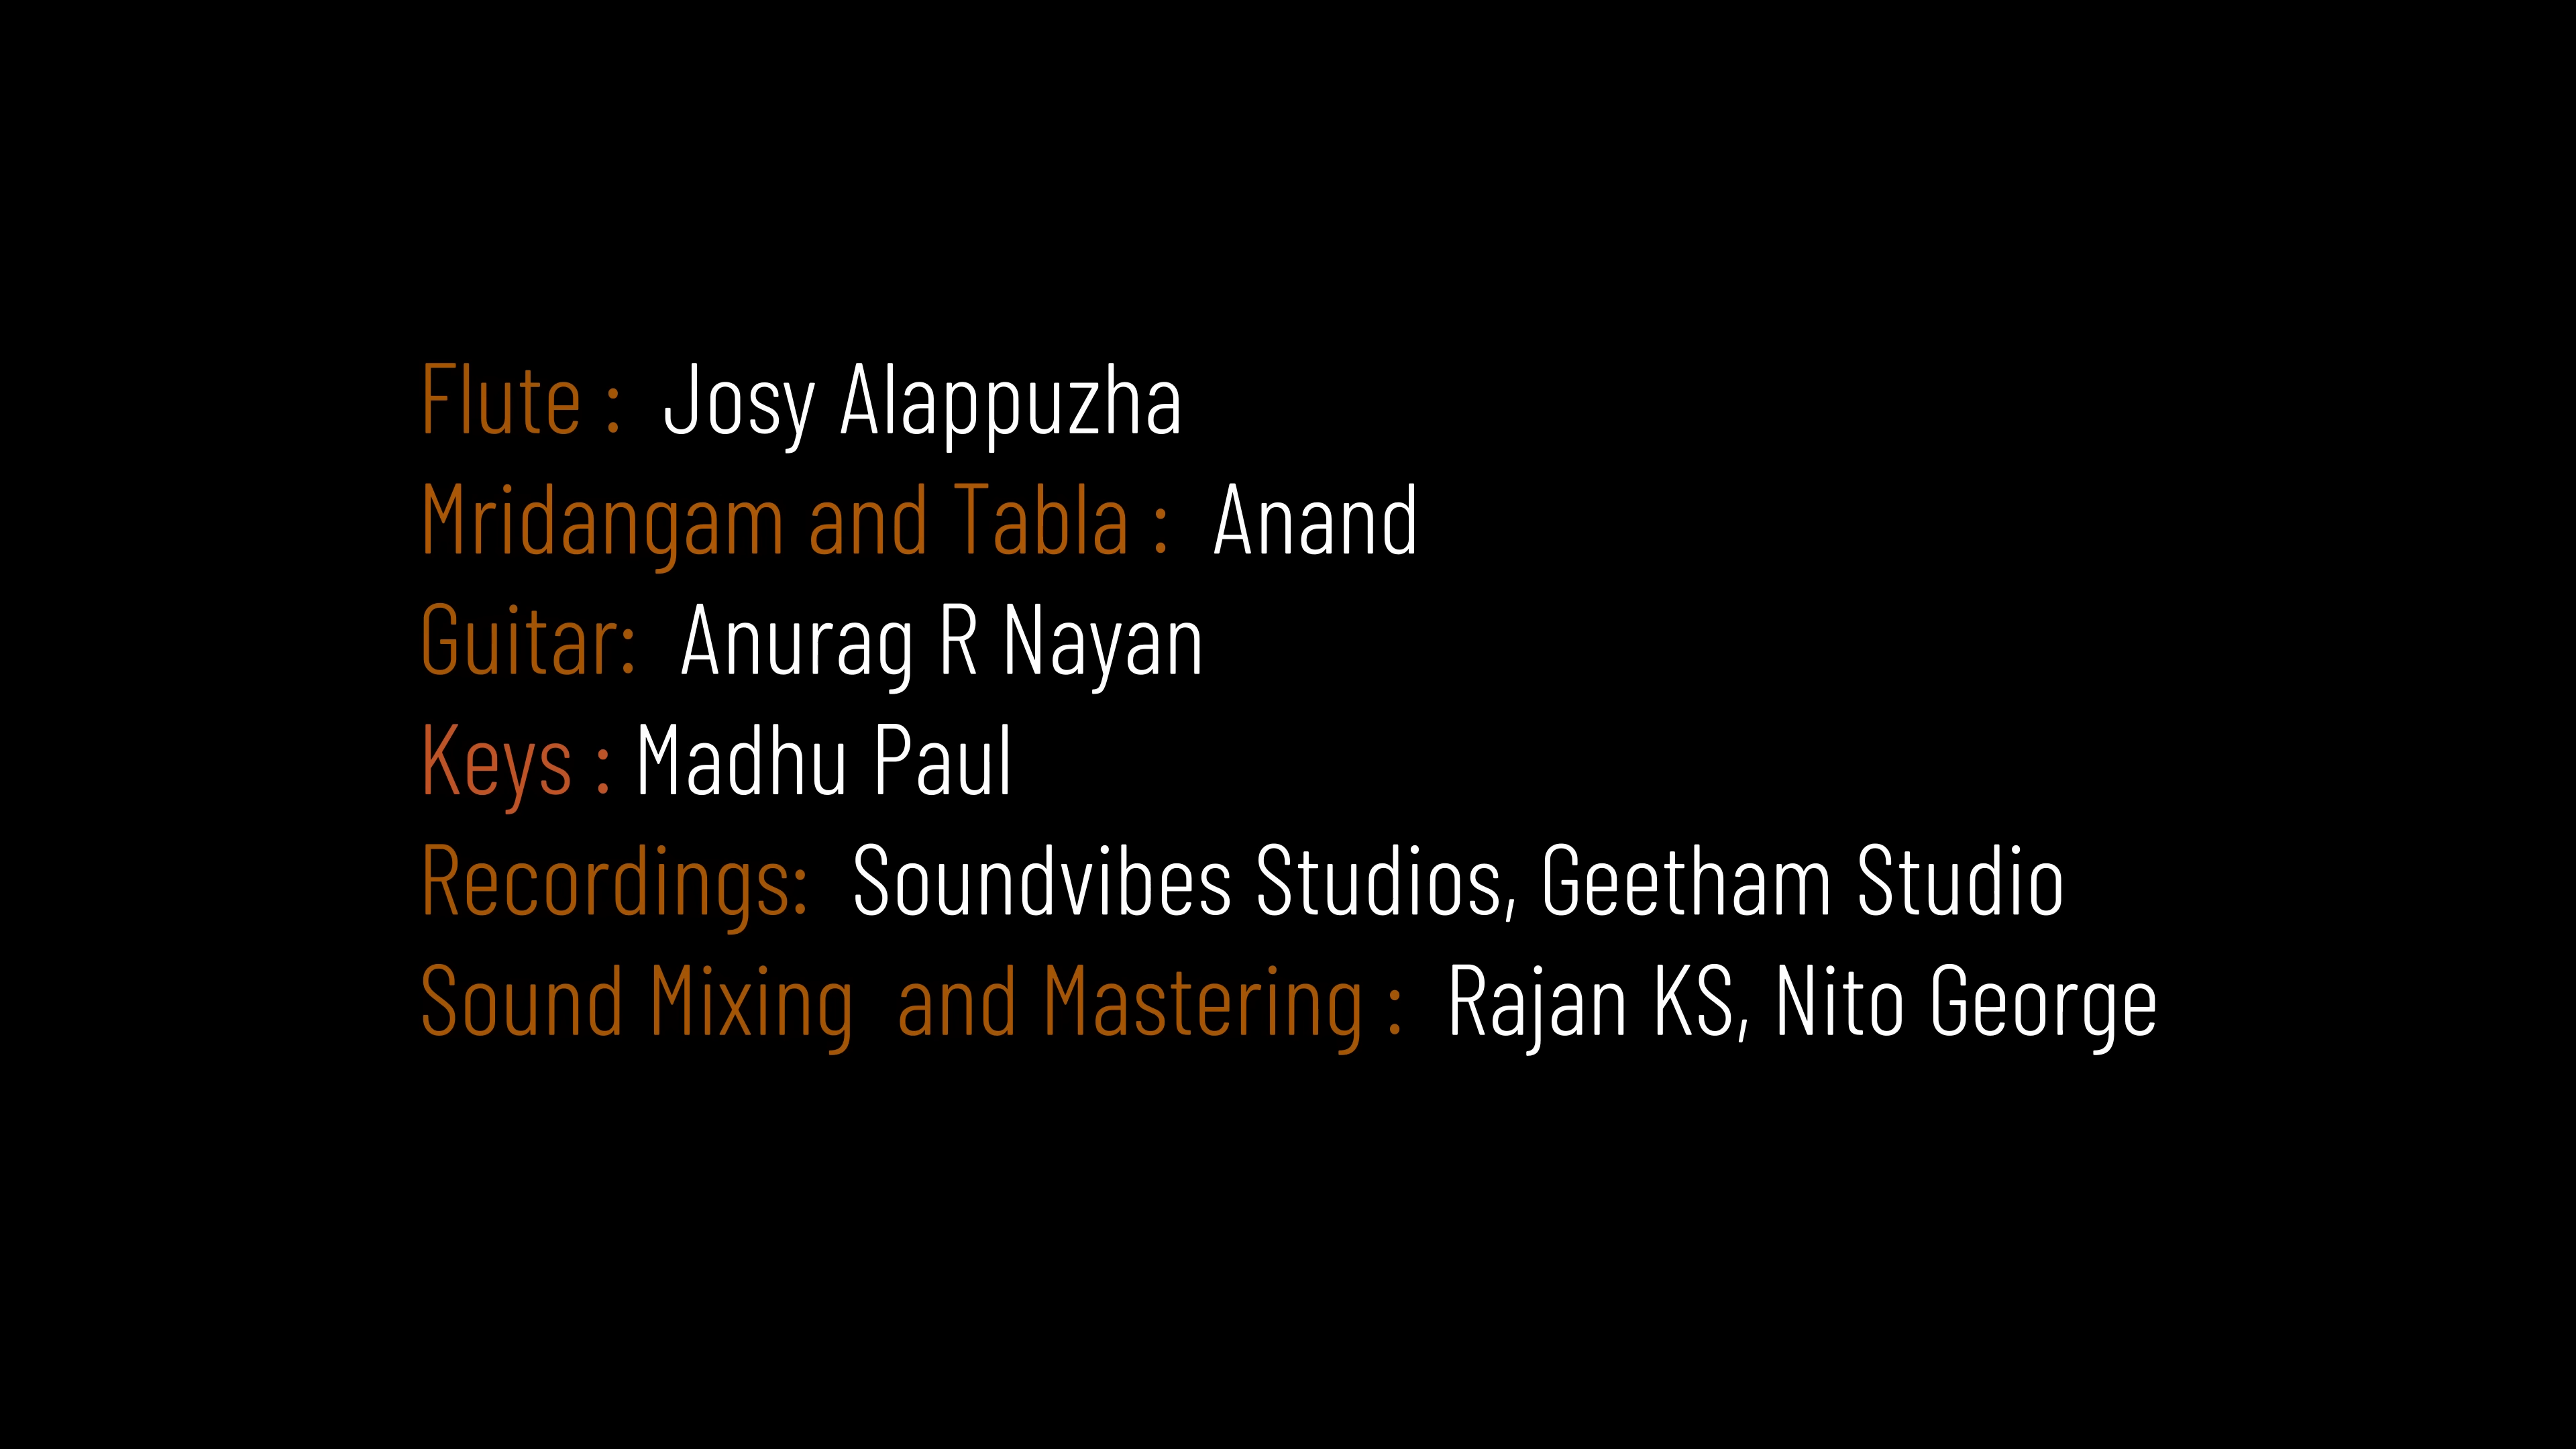 Flute :  Josy Alappuzha
Mridangam and Tabla :  Anand
Guitar:  Anurag R Nayan
Keys : Madhu Paul
Recordings:  Soundvibes Studios, Geetham Studio
Sound Mixing  and Mastering :  Rajan KS, Nito George